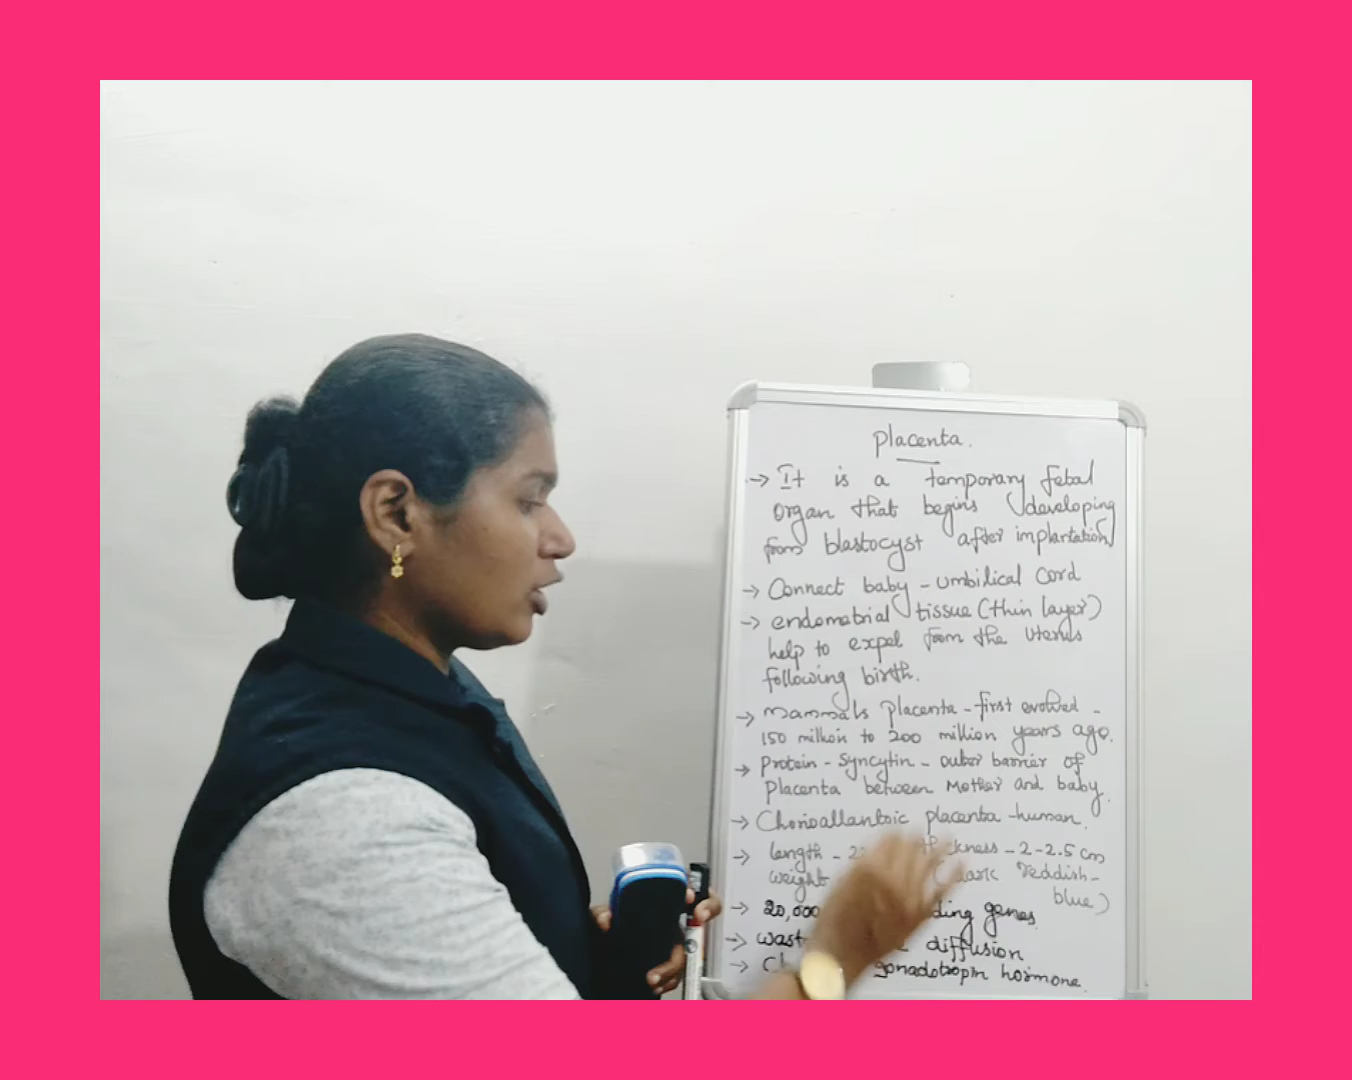 placenta.
→ It is a temporary fetal
organ that begins developing
from blastocyst after implantation
→ Connect baby - umbilical cord
→ endometrial tissue (thin layer)
help to expel from the uterus
following birth.
→ mammals placenta - first evolved -
150 million to 200 million years ago.
→ Protein - Syncytin - outer barrier of
placenta between Mother and baby.
→ Chorioallantoic placenta - human.
→ length - thickness - 2-2.5 cm
weight reddish-
blue)
→ 20,000 genes.
→ diffusion
→ gonadotropin hormone.